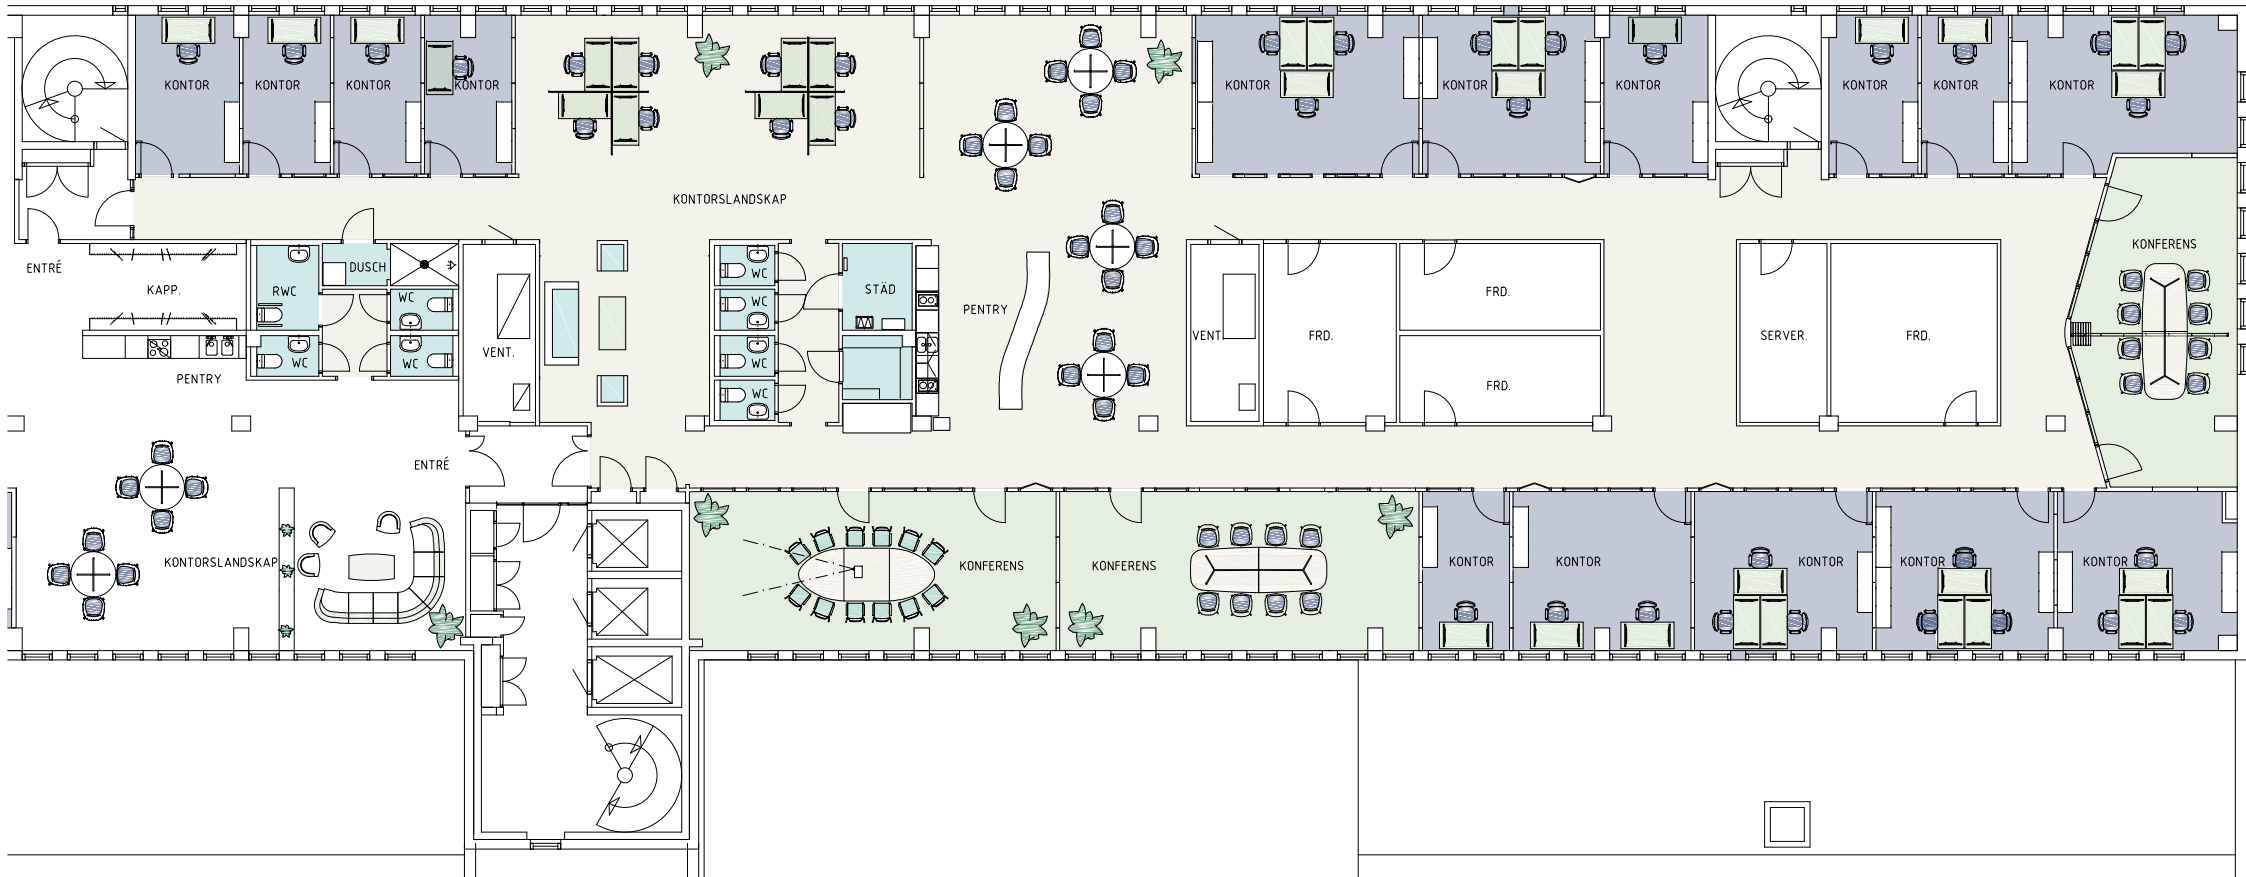 KONTOR
KONTOR
KONTOR
KONTOR
KONTOR
KONTOR
KONTOR
KONTOR
KONTOR
KONTOR
KONTORSLANDSKAP
ENTRÉ
KAPP.
RWC
DUSCH
WC
WC
WC
PENTRY
VENT.
WC
WC
WC
WC
STÄD
PENTRY
VENT.
FRD.
FRD.
FRD.
SERVER.
FRD.
KONFERENS
ENTRÉ
KONTORSLANDSKAP
KONFERENS
KONFERENS
KONTOR
KONTOR
KONTOR
KONTOR
KONTOR